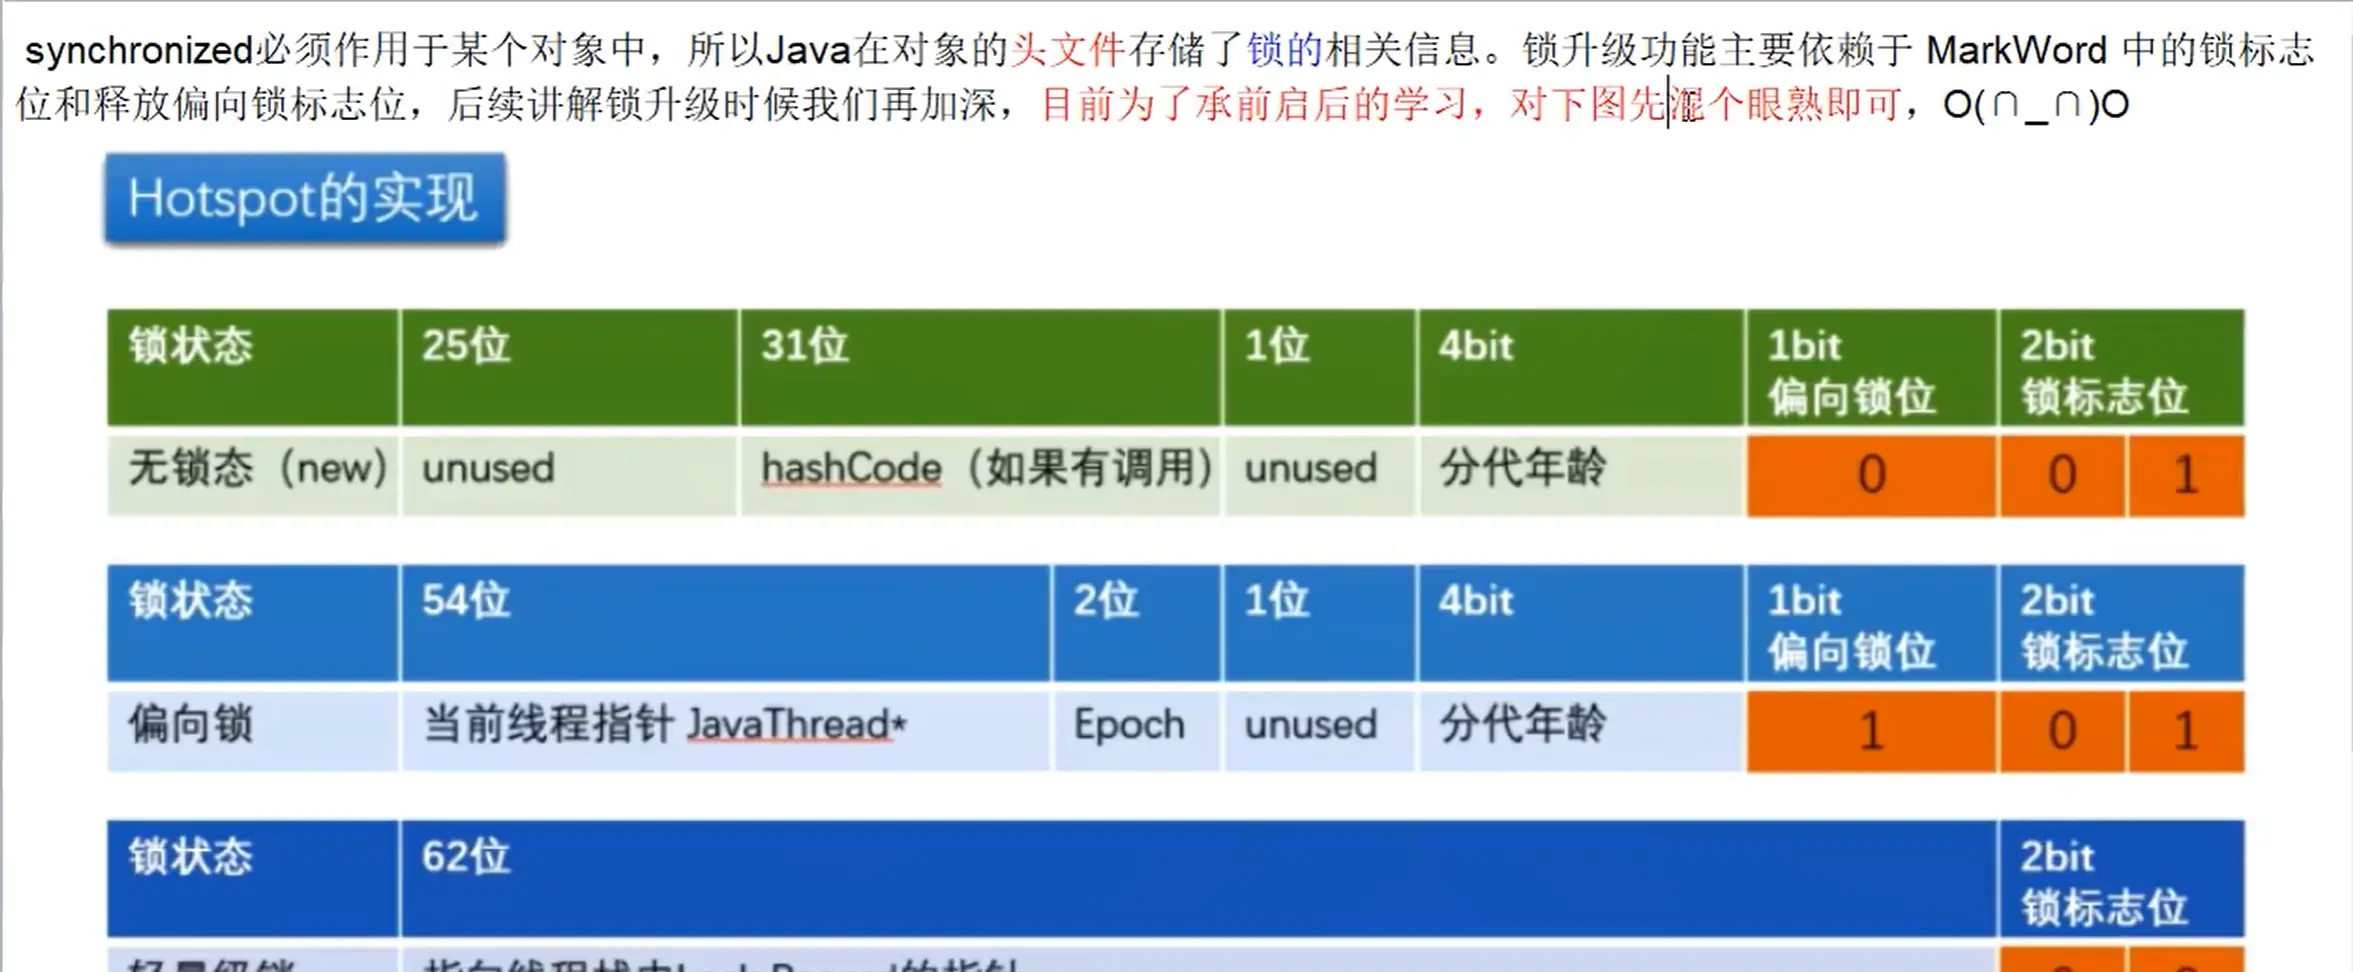 synchronized必须作用于某个对象中，所以Java在对象的头文件存储了锁的相关信息。锁升级功能主要依赖于 MarkWord 中的锁标志
位和释放偏向锁标志位，后续讲解锁升级时候我们再加深，目前为了承前启后的学习，对下图先混个眼熟即可，O(∩_∩)O
Hotspot的实现
锁状态 25位 31位 1位 4bit 1bit 2bit
偏向锁位 锁标志位
无锁态（new） unused hashCode（如果有调用） unused 分代年龄 0 0 1
锁状态 54位 2位 1位 4bit 1bit 2bit
偏向锁位 锁标志位
偏向锁 当前线程指针 JavaThread* Epoch unused 分代年龄 1 0 1
锁状态 62位 2bit
锁标志位